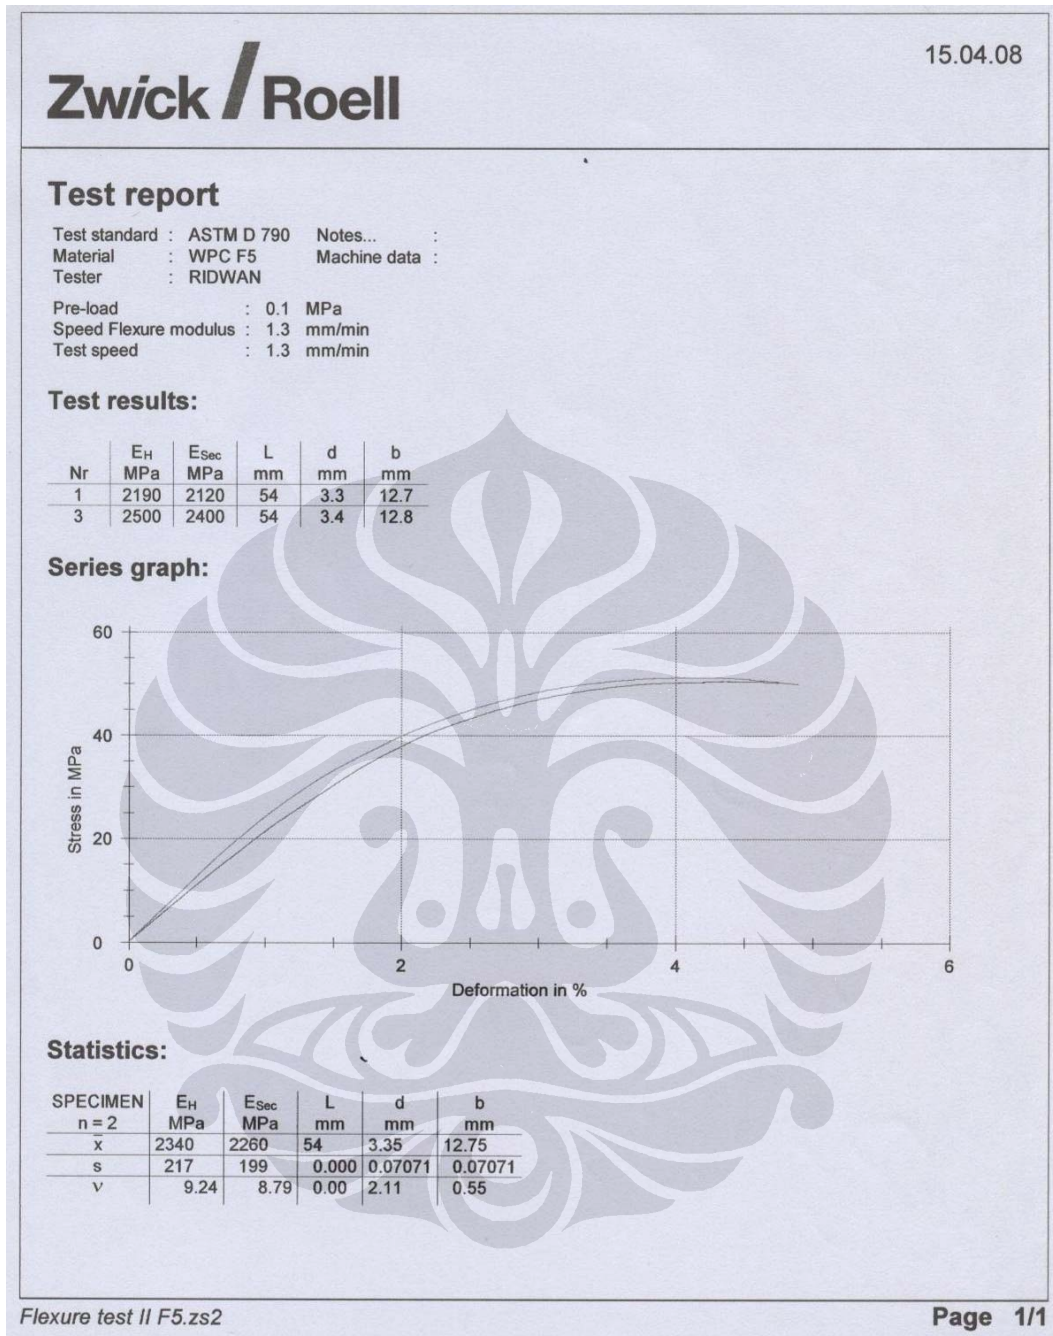 15.04.08
Zwick / Roell
Test report
Test standard : ASTM D 790 Notes... :
Material : WPC F5 Machine data :
Tester : RIDWAN
Pre-load : 0.1 MPa
Speed Flexure modulus : 1.3 mm/min
Test speed : 1.3 mm/min
Test results:
EH ESec L d b
Nr MPa MPa mm mm mm
1 2190 2120 54 3.3 12.7
3 2500 2400 54 3.4 12.8
Series graph:
60
40
20
0
Stress in MPa
0 2 4 6
Deformation in %
Statistics:
SPECIMEN EH ESec L d b
n = 2 MPa MPa mm mm mm
x̅ 2340 2260 54 3.35 12.75
s 217 199 0.000 0.07071 0.07071
ν 9.24 8.79 0.00 2.11 0.55
Flexure test II F5.zs2 Page 1/1